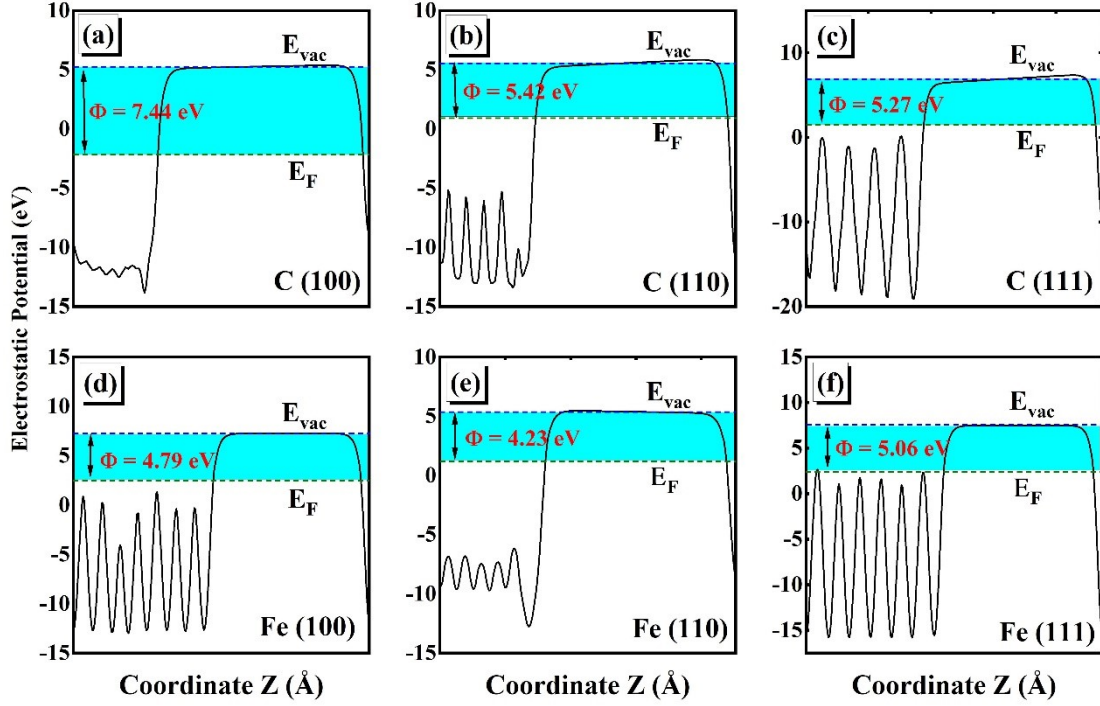 Electrostatic Potential (eV)
(a)
10
5
0
-5
-10
-15
E_vac
Φ = 7.44 eV
E_F
C (100)
(b)
10
5
0
-5
-10
-15
E_vac
Φ = 5.42 eV
E_F
C (110)
(c)
10
0
-10
-20
E_vac
Φ = 5.27 eV
E_F
C (111)
(d)
15
10
5
0
-5
-10
-15
E_vac
Φ = 4.79 eV
E_F
Fe (100)
(e)
10
5
0
-5
-10
-15
E_vac
Φ = 4.23 eV
E_F
Fe (110)
(f)
15
10
5
0
-5
-10
-15
E_vac
Φ = 5.06 eV
E_F
Fe (111)
Coordinate Z (Å)
Coordinate Z (Å)
Coordinate Z (Å)